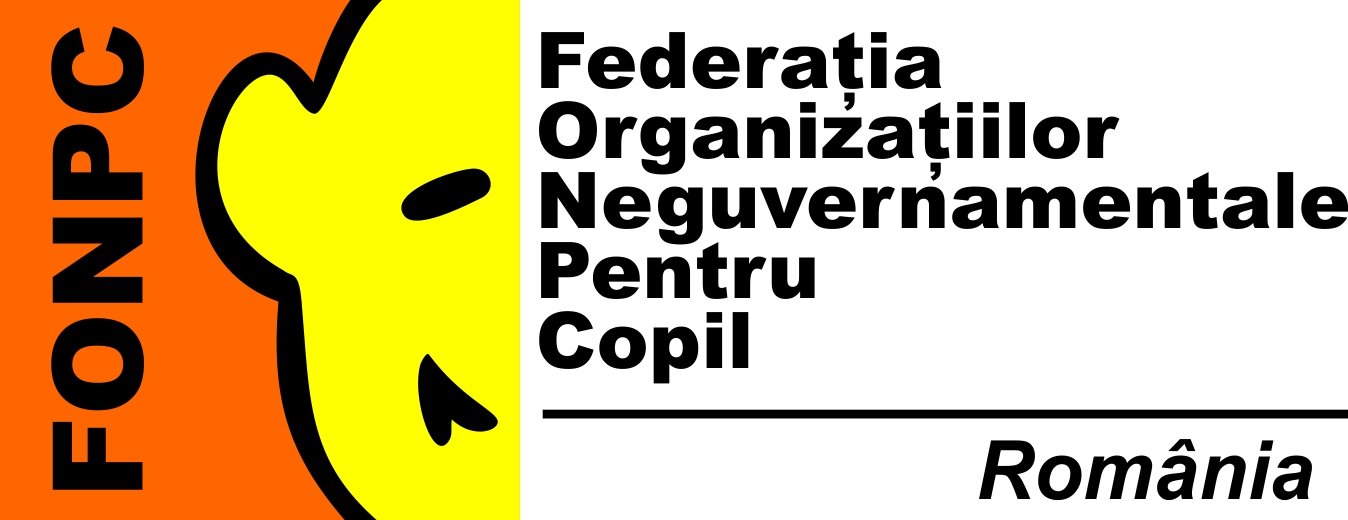 FONPC
Federația
Organizațiilor
Neguvernamentale
Pentru
Copil
România